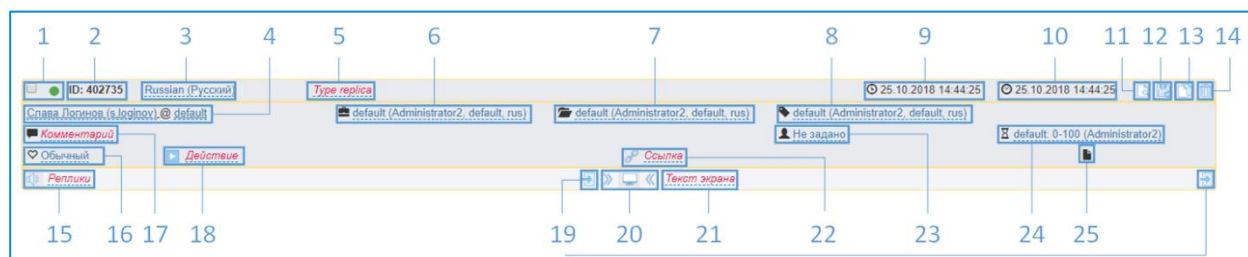 1 2 3 4 5 6 7 8 9 10 11 12 13 14
ID: 402735 Russian (Русский) Type replica 25.10.2018 14:44:25 25.10.2018 14:44:25
Слава Логинов (s.loginov) @ default default (Administrator2, default, rus) default (Administrator2, default, rus) default (Administrator2, default, rus)
Комментарий Не задано default: 0-100 (Administrator2)
Обычный Действие Ссылка
Реплики Текст экрана
15 16 17 18 19 20 21 22 23 24 25